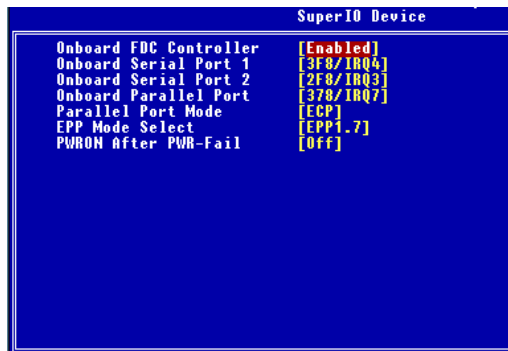 SuperIO Device
Onboard FDC Controller [Enabled]
Onboard Serial Port 1 [3F8/IRQ4]
Onboard Serial Port 2 [2F8/IRQ3]
Onboard Parallel Port [378/IRQ7]
Parallel Port Mode [ECP]
EPP Mode Select [EPP1.7]
PWRON After PWR-Fail [Off]